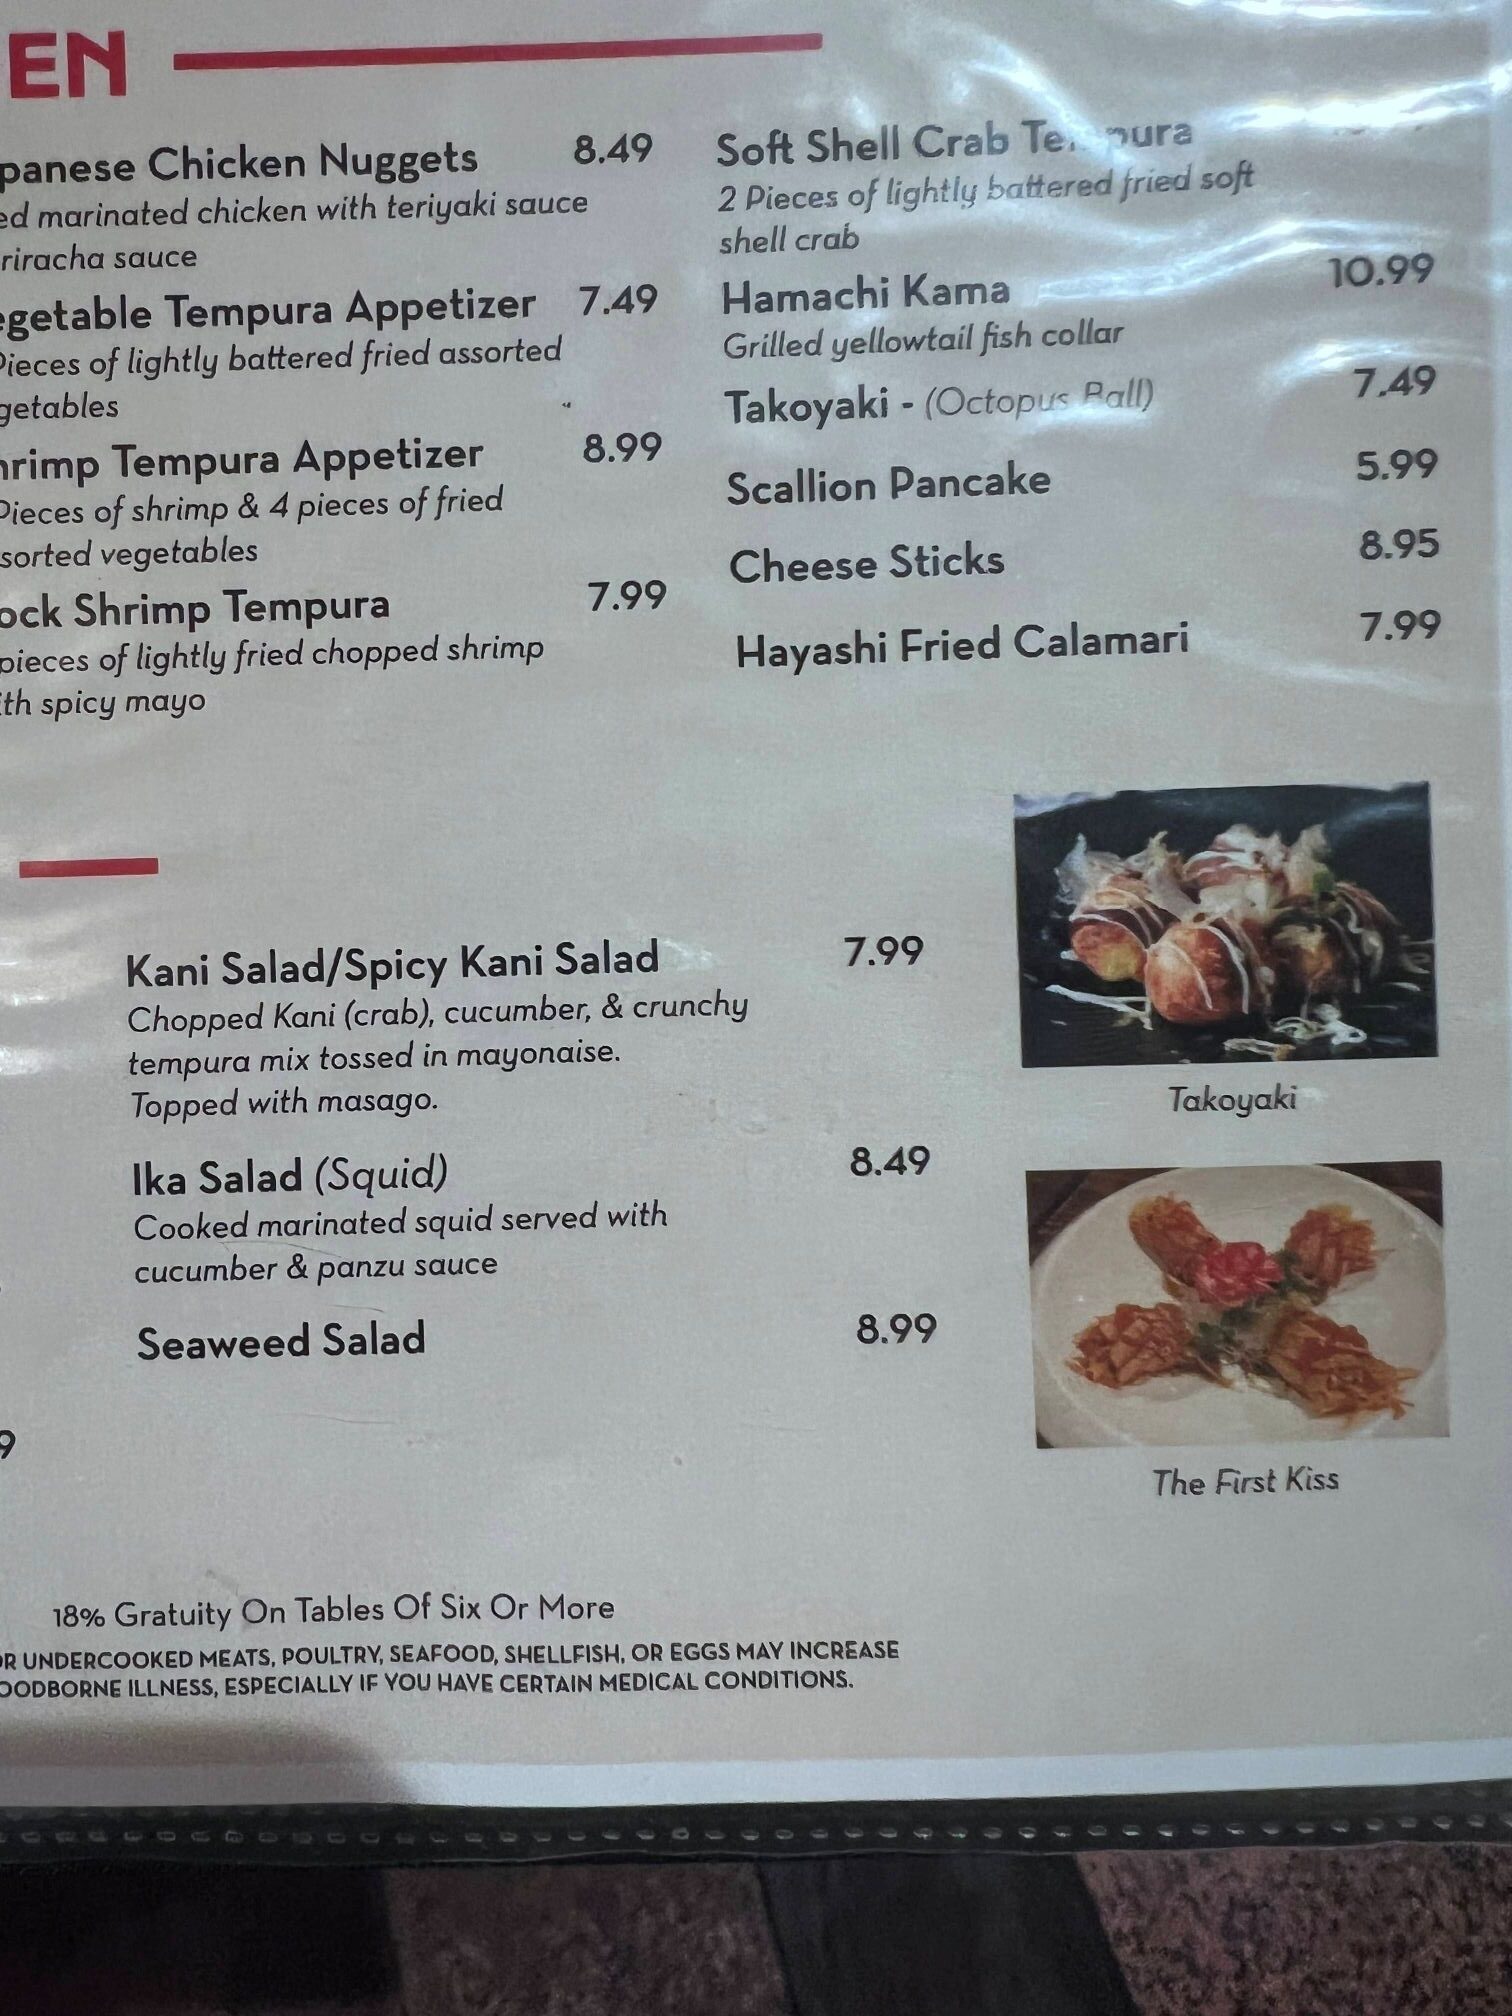 EN
panese Chicken Nuggets 8.49
ed marinated chicken with teriyaki sauce
riracha sauce
egetable Tempura Appetizer 7.49
Pieces of lightly battered fried assorted
getables
hrimp Tempura Appetizer 8.99
Pieces of shrimp & 4 pieces of fried
sorted vegetables
ock Shrimp Tempura 7.99
pieces of lightly fried chopped shrimp
ith spicy mayo
Soft Shell Crab Tempura
2 Pieces of lightly battered fried soft
shell crab
Hamachi Kama 10.99
Grilled yellowtail fish collar
Takoyaki - (Octopus Ball) 7.49
Scallion Pancake 5.99
Cheese Sticks 8.95
Hayashi Fried Calamari 7.99
Kani Salad/Spicy Kani Salad 7.99
Chopped Kani (crab), cucumber, & crunchy
tempura mix tossed in mayonaise.
Topped with masago.
Ika Salad (Squid) 8.49
Cooked marinated squid served with
cucumber & panzu sauce
Seaweed Salad 8.99
9
Takoyaki
The First Kiss
18% Gratuity On Tables Of Six Or More
OR UNDERCOOKED MEATS, POULTRY, SEAFOOD, SHELLFISH, OR EGGS MAY INCREASE
OODBORNE ILLNESS, ESPECIALLY IF YOU HAVE CERTAIN MEDICAL CONDITIONS.